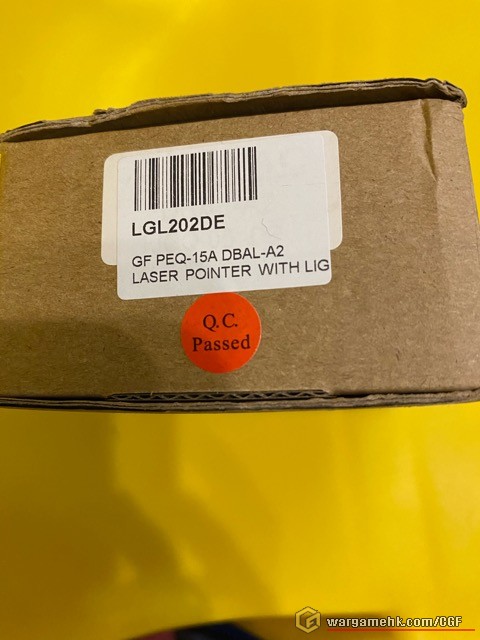 LGL202DE
GF PEQ-15A DBAL-A2
LASER POINTER WITH LIG
Q.C.
Passed
wargamehk.com/CGF